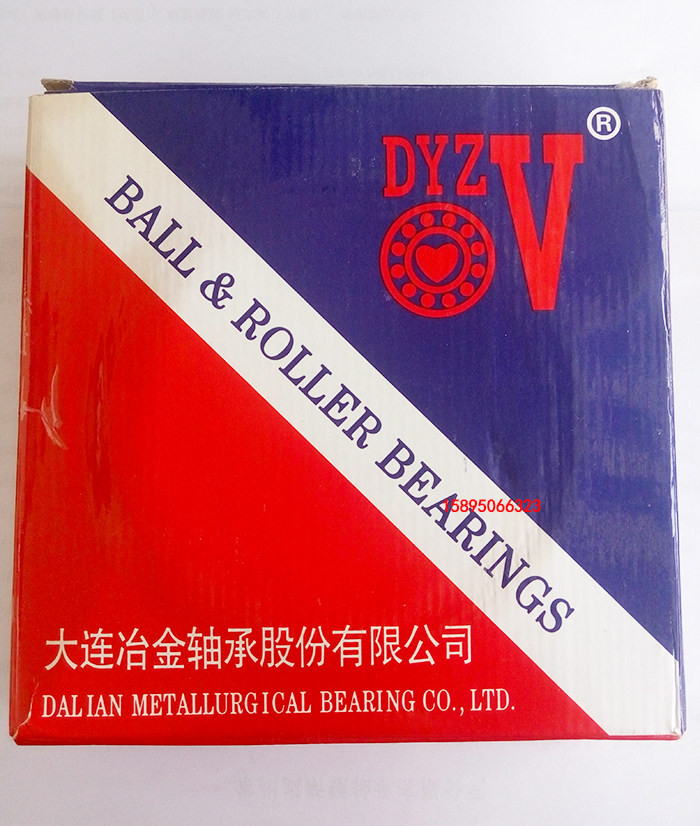 DYZV®
BALL & ROLLER BEARINGS
15895066323
大连冶金轴承股份有限公司
DALIAN METALLURGICAL BEARING CO., LTD.